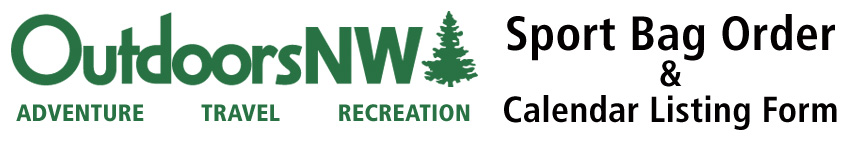 OutdoorsNW
ADVENTURE TRAVEL RECREATION
Sport Bag Order
&
Calendar Listing Form